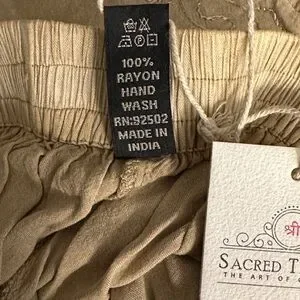 100%
RAYON
HAND
WASH
RN:92502
MADE IN
INDIA
श्री
SACRED
THE ART OF